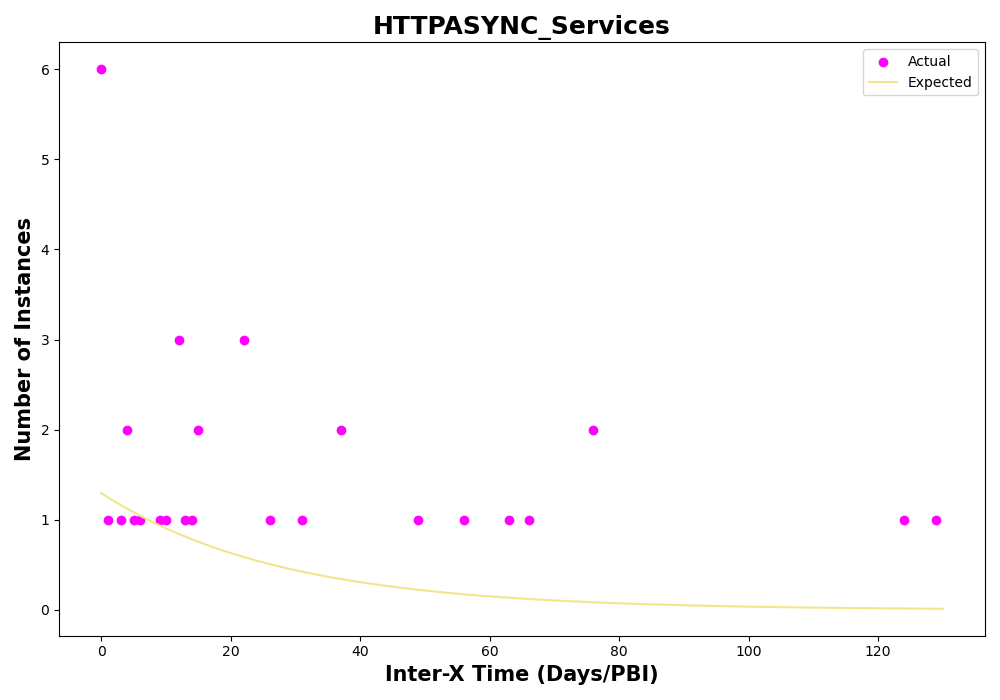 HTTPASYNC_Services
Actual
Expected
6
5
4
3
2
1
0
Number of Instances
0 20 40 60 80 100 120
Inter-X Time (Days/PBI)